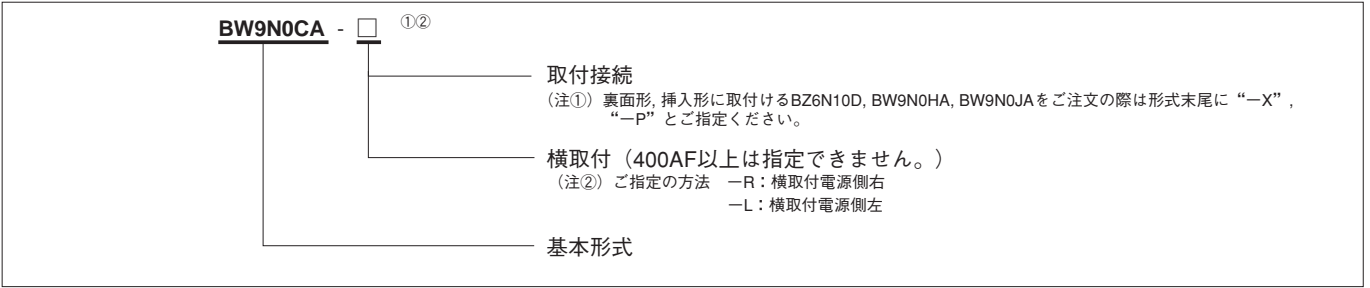 BW9N0CA - □ ①②
取付接続
（注①）裏面形, 挿入形に取付けるBZ6N10D, BW9N0HA, BW9N0JAをご注文の際は形式末尾に“ーX”,
“ーP”とご指定ください。
横取付（400AF以上は指定できません。）
（注②）ご指定の方法　ーR：横取付電源側右
ーL：横取付電源側左
基本形式